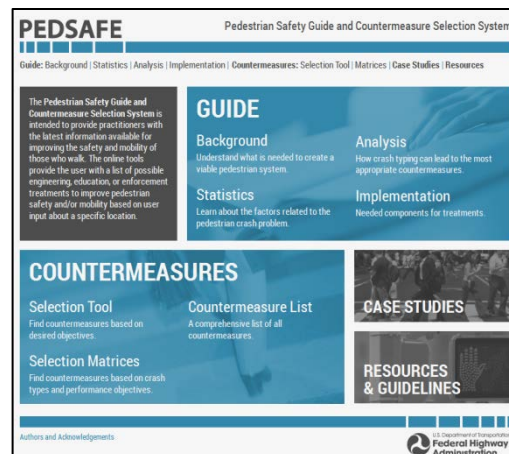 PEDSAFE
Pedestrian Safety Guide and Countermeasure Selection System
Guide: Background | Statistics | Analysis | Implementation | Countermeasures: Selection Tool | Matrices | Case Studies | Resources
The Pedestrian Safety Guide and
Countermeasure Selection System is
intended to provide practitioners with
the latest information available for
improving the safety and mobility of
those who walk. The online tools
provide the user with a list of possible
engineering, education, or enforcement
treatments to improve pedestrian
safety and/or mobility based on user
input about a specific location.
GUIDE
Background
Understand what is needed to create a
viable pedestrian system.
Statistics
Learn about the factors related to the
pedestrian crash problem.
Analysis
How crash typing can lead to the most
appropriate countermeasures.
Implementation
Needed components for treatments.
COUNTERMEASURES
Selection Tool
Find countermeasures based on
desired objectives.
Selection Matrices
Find countermeasures based on crash
types and performance objectives.
Countermeasure List
A comprehensive list of all
countermeasures.
CASE STUDIES
RESOURCES
& GUIDELINES
Authors and Acknowledgements
U.S. Department of Transportation
Federal Highway
Administration